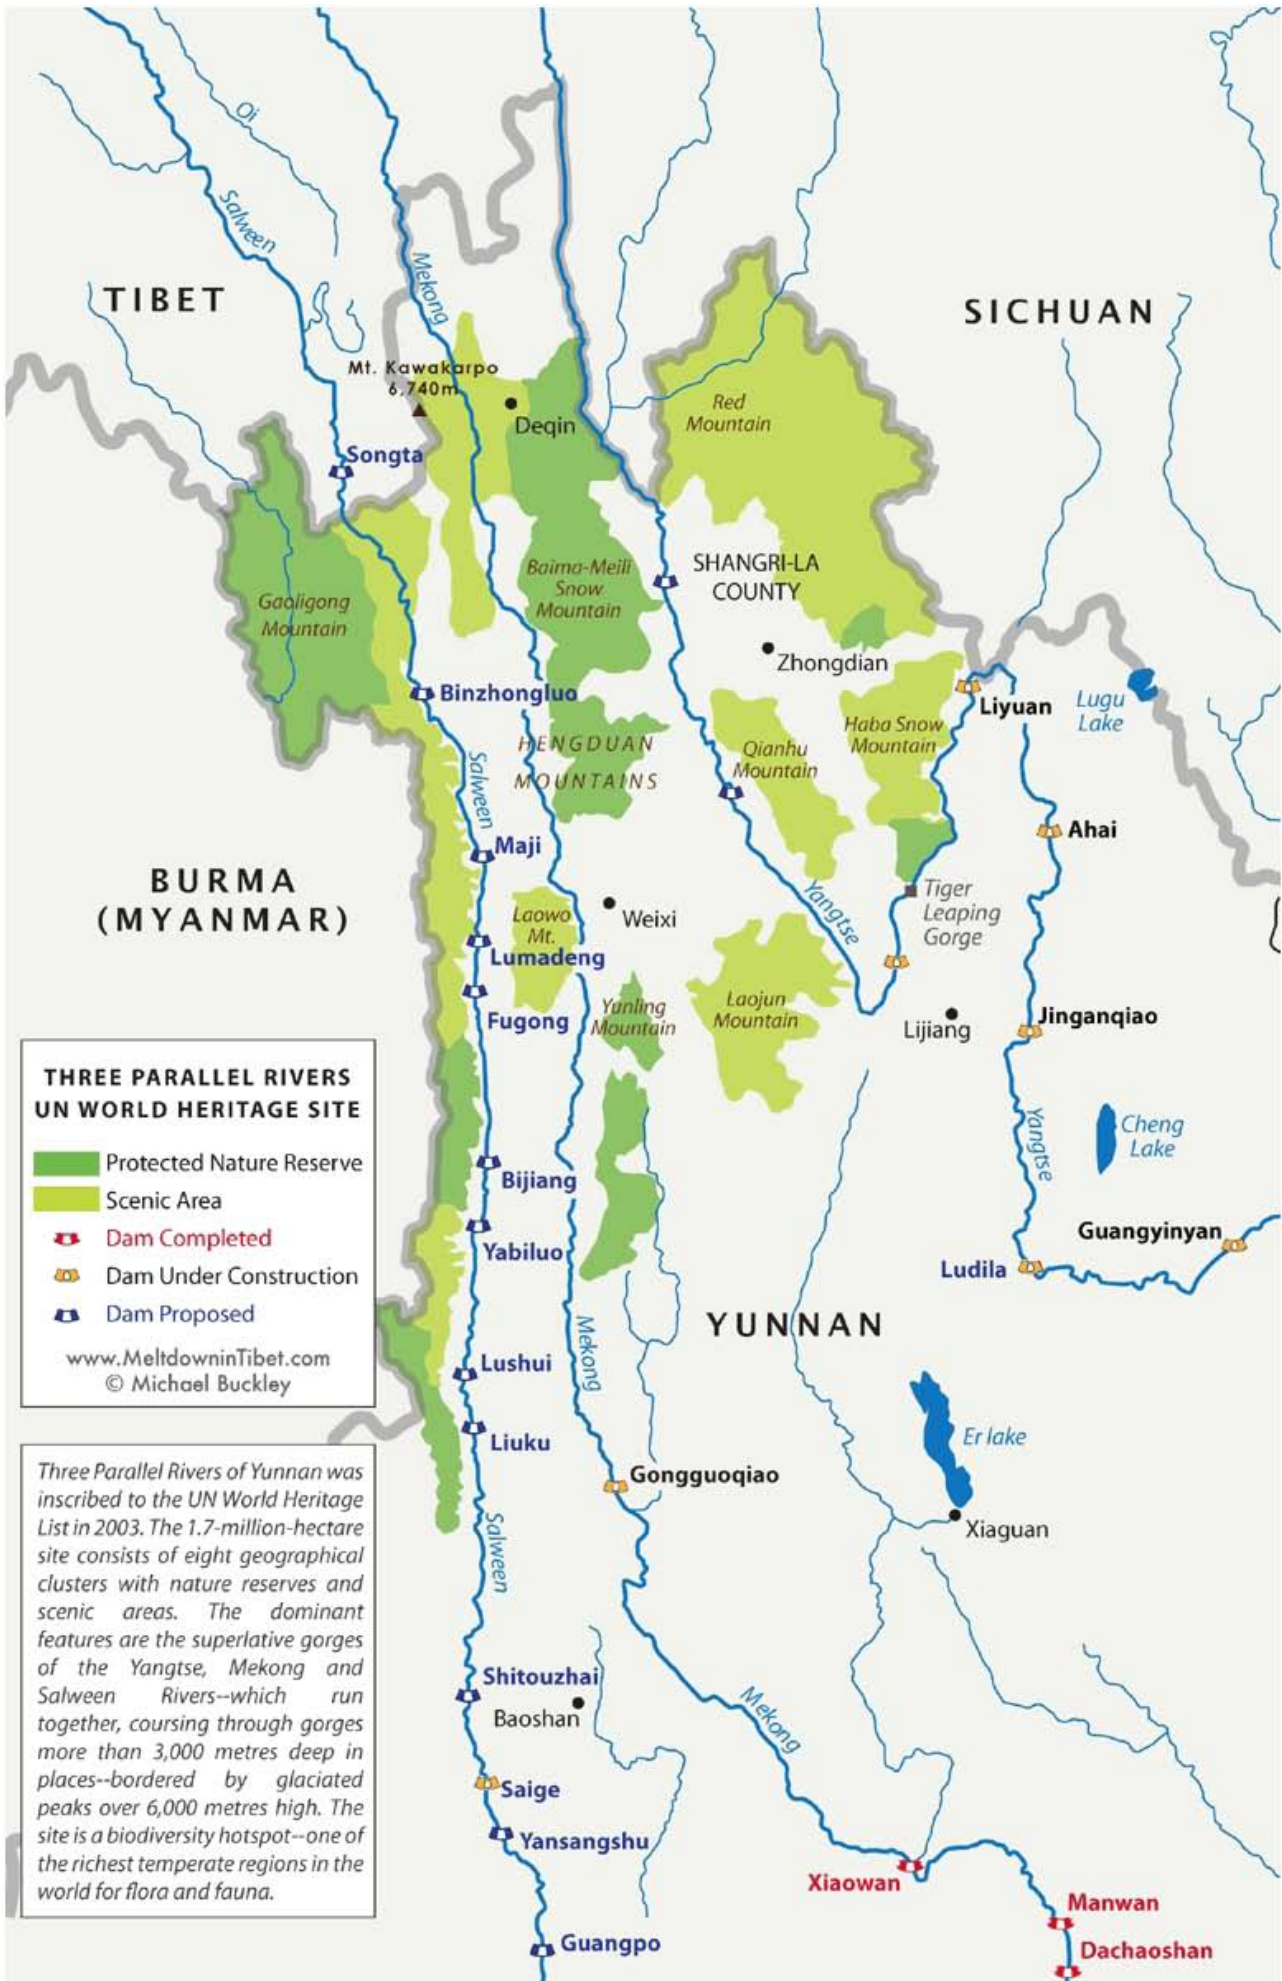 Qi
Salween
Mekong
TIBET
SICHUAN
Mt. Kawakarpo
6,740m
Deqin
Red
Mountain
Songta
Baima-Meili
Snow
Mountain
SHANGRI-LA
COUNTY
Gaoligong
Mountain
Zhongdian
Binzhongluo
Liyuan
Lugu
Lake
HENGDUAN
MOUNTAINS
Qianhu
Mountain
Haba Snow
Mountain
Salween
Maji
Ahai
BURMA
(MYANMAR)
Laowo
Mt.
Weixi
Yangtse
Tiger
Leaping
Gorge
Lumadeng
Fugong
Yunling
Mountain
Laojun
Mountain
Lijiang
Jinganqiao
THREE PARALLEL RIVERS
UN WORLD HERITAGE SITE
Protected Nature Reserve
Scenic Area
Dam Completed
Dam Under Construction
Dam Proposed
www.MeltdowninTibet.com
© Michael Buckley
Bijiang
Yangtse
Cheng
Lake
Yabiluo
Guangyinyan
Ludila
YUNNAN
Mekong
Lushui
Liuku
Er lake
Gongguoqiao
Xiaguan
Three Parallel Rivers of Yunnan was
inscribed to the UN World Heritage
List in 2003. The 1.7-million-hectare
site consists of eight geographical
clusters with nature reserves and
scenic areas. The dominant
features are the superlative gorges
of the Yangtse, Mekong and
Salween Rivers--which run
together, coursing through gorges
more than 3,000 metres deep in
places--bordered by glaciated
peaks over 6,000 metres high. The
site is a biodiversity hotspot--one of
the richest temperate regions in the
world for flora and fauna.
Salween
Shitouzhai
Baoshan
Mekong
Saige
Yansangshu
Xiaowan
Manwan
Guangpo
Dachaoshan